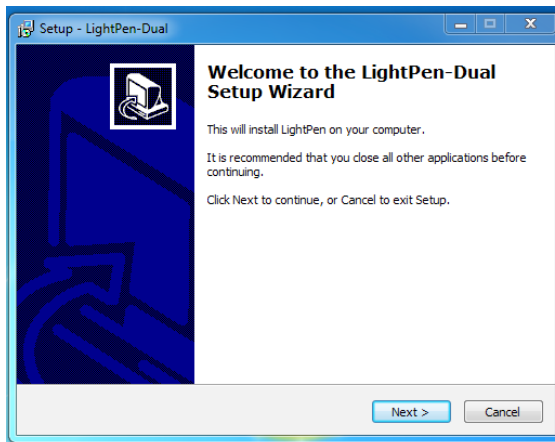 Setup - LightPen-Dual
Welcome to the LightPen-Dual
Setup Wizard
This will install LightPen on your computer.
It is recommended that you close all other applications before
continuing.
Click Next to continue, or Cancel to exit Setup.
Next >
Cancel